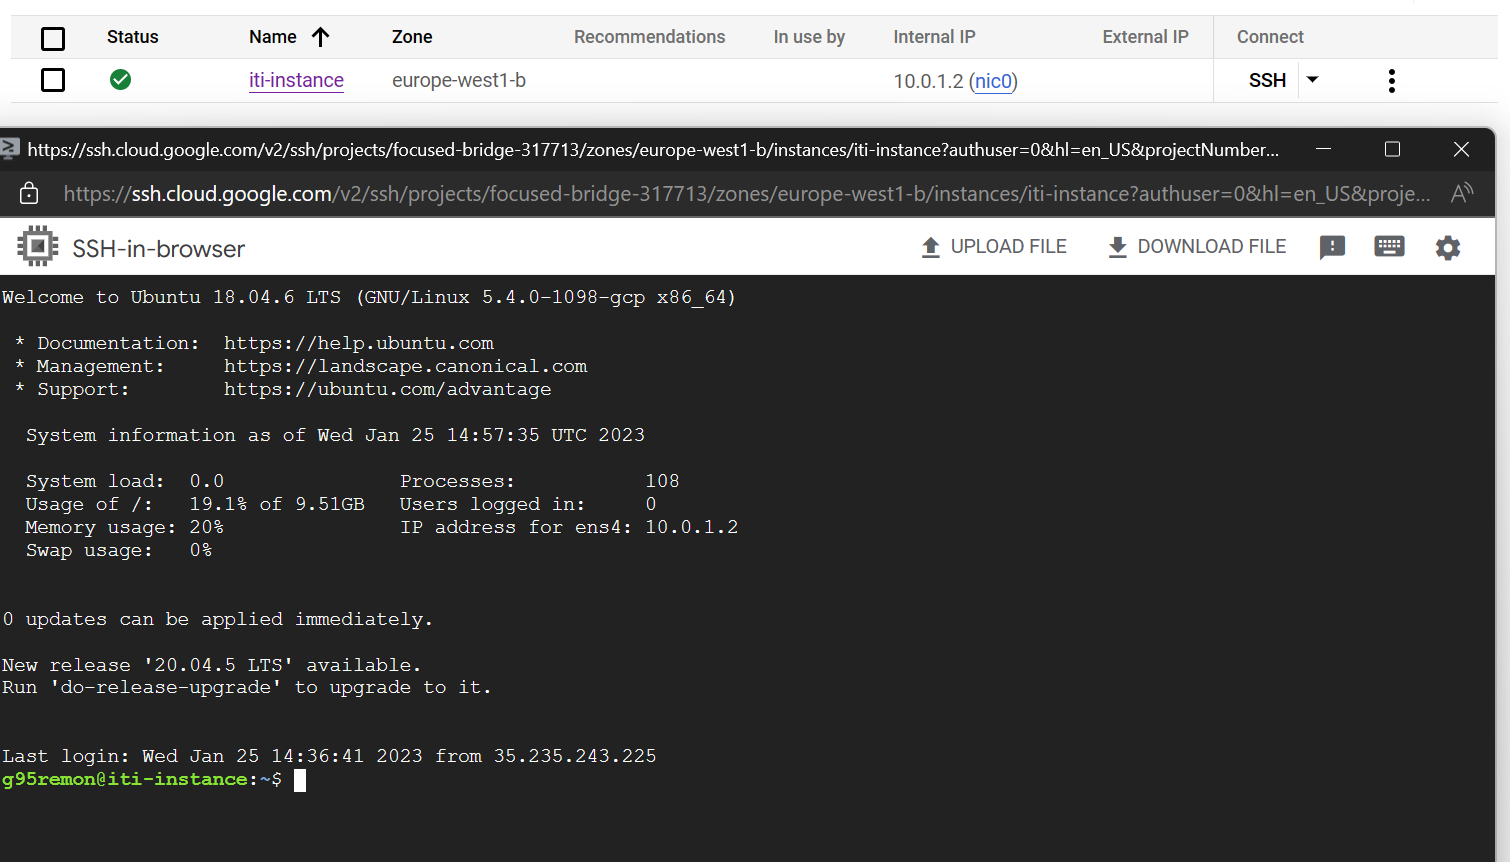 Status Name Zone Recommendations In use by Internal IP External IP Connect
iti-instance europe-west1-b 10.0.1.2 (nic0) SSH
https://ssh.cloud.google.com/v2/ssh/projects/focused-bridge-317713/zones/europe-west1-b/instances/iti-instance?authuser=0&hl=en_US&projectNumber...
https://ssh.cloud.google.com/v2/ssh/projects/focused-bridge-317713/zones/europe-west1-b/instances/iti-instance?authuser=0&hl=en_US&proje...
SSH-in-browser UPLOAD FILE DOWNLOAD FILE
Welcome to Ubuntu 18.04.6 LTS (GNU/Linux 5.4.0-1098-gcp x86_64)
* Documentation: https://help.ubuntu.com
* Management: https://landscape.canonical.com
* Support: https://ubuntu.com/advantage
System information as of Wed Jan 25 14:57:35 UTC 2023
System load: 0.0 Processes: 108
Usage of /: 19.1% of 9.51GB Users logged in: 0
Memory usage: 20% IP address for ens4: 10.0.1.2
Swap usage: 0%
0 updates can be applied immediately.
New release '20.04.5 LTS' available.
Run 'do-release-upgrade' to upgrade to it.
Last login: Wed Jan 25 14:36:41 2023 from 35.235.243.225
g95remon@iti-instance:~$